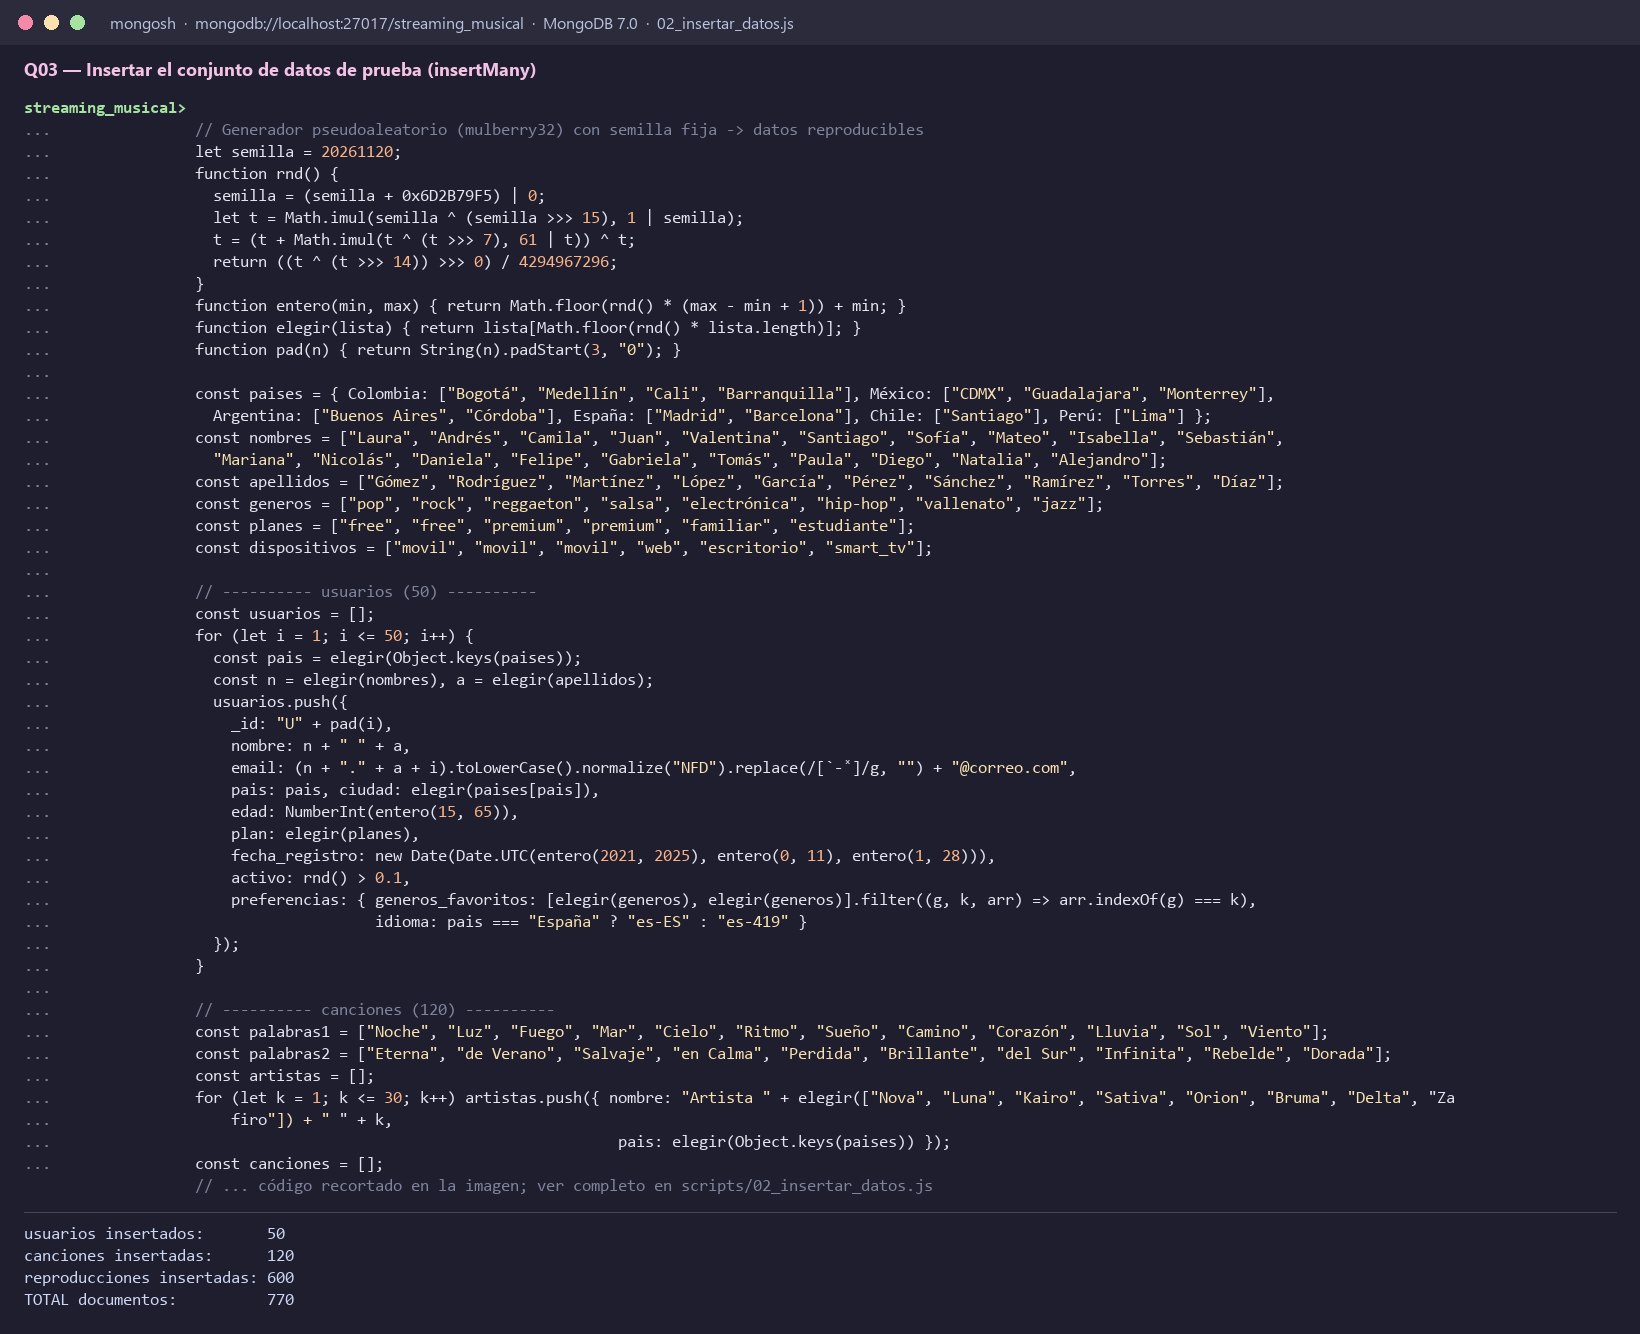 mongosh · mongodb://localhost:27017/streaming_musical · MongoDB 7.0 · 02_insertar_datos.js
Q03 — Insertar el conjunto de datos de prueba (insertMany)
streaming_musical>
... // Generador pseudoaleatorio (mulberry32) con semilla fija -> datos reproducibles
... let semilla = 20261120;
... function rnd() {
... semilla = (semilla + 0x6D2B79F5) | 0;
... let t = Math.imul(semilla ^ (semilla >>> 15), 1 | semilla);
... t = (t + Math.imul(t ^ (t >>> 7), 61 | t)) ^ t;
... return ((t ^ (t >>> 14)) >>> 0) / 4294967296;
... }
... function entero(min, max) { return Math.floor(rnd() * (max - min + 1)) + min; }
... function elegir(lista) { return lista[Math.floor(rnd() * lista.length)]; }
... function pad(n) { return String(n).padStart(3, "0"); }
...
... const paises = { Colombia: ["Bogotá", "Medellín", "Cali", "Barranquilla"], México: ["CDMX", "Guadalajara", "Monterrey"],
... Argentina: ["Buenos Aires", "Córdoba"], España: ["Madrid", "Barcelona"], Chile: ["Santiago"], Perú: ["Lima"] };
... const nombres = ["Laura", "Andrés", "Camila", "Juan", "Valentina", "Santiago", "Sofía", "Mateo", "Isabella", "Sebastián",
... "Mariana", "Nicolás", "Daniela", "Felipe", "Gabriela", "Tomás", "Paula", "Diego", "Natalia", "Alejandro"];
... const apellidos = ["Gómez", "Rodríguez", "Martínez", "López", "García", "Pérez", "Sánchez", "Ramírez", "Torres", "Díaz"];
... const generos = ["pop", "rock", "reggaeton", "salsa", "electrónica", "hip-hop", "vallenato", "jazz"];
... const planes = ["free", "free", "premium", "premium", "familiar", "estudiante"];
... const dispositivos = ["movil", "movil", "movil", "web", "escritorio", "smart_tv"];
...
... // ---------- usuarios (50) ----------
... const usuarios = [];
... for (let i = 1; i <= 50; i++) {
... const pais = elegir(Object.keys(paises));
... const n = elegir(nombres), a = elegir(apellidos);
... usuarios.push({
... _id: "U" + pad(i),
... nombre: n + " " + a,
... email: (n + "." + a + i).toLowerCase().normalize("NFD").replace(/[̀-ͯ]/g, "") + "@correo.com",
... pais: pais, ciudad: elegir(paises[pais]),
... edad: NumberInt(entero(15, 65)),
... plan: elegir(planes),
... fecha_registro: new Date(Date.UTC(entero(2021, 2025), entero(0, 11), entero(1, 28))),
... activo: rnd() > 0.1,
... preferencias: { generos_favoritos: [elegir(generos), elegir(generos)].filter((g, k, arr) => arr.indexOf(g) === k),
... idioma: pais === "España" ? "es-ES" : "es-419" }
... });
... }
...
... // ---------- canciones (120) ----------
... const palabras1 = ["Noche", "Luz", "Fuego", "Mar", "Cielo", "Ritmo", "Sueño", "Camino", "Corazón", "Lluvia", "Sol", "Viento"];
... const palabras2 = ["Eterna", "de Verano", "Salvaje", "en Calma", "Perdida", "Brillante", "del Sur", "Infinita", "Rebelde", "Dorada"];
... const artistas = [];
... for (let k = 1; k <= 30; k++) artistas.push({ nombre: "Artista " + elegir(["Nova", "Luna", "Kairo", "Sativa", "Orion", "Bruma", "Delta", "Za
... firo"]) + " " + k,
... pais: elegir(Object.keys(paises)) });
... const canciones = [];
// ... código recortado en la imagen; ver completo en scripts/02_insertar_datos.js
usuarios insertados: 50
canciones insertadas: 120
reproducciones insertadas: 600
TOTAL documentos: 770